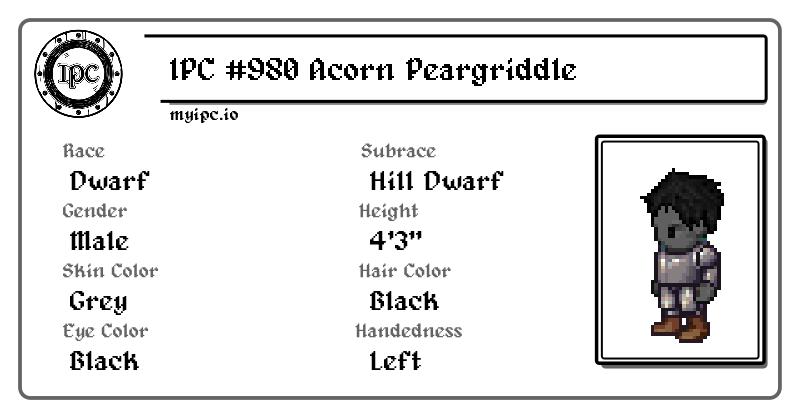 IPC
IPC #980 Acorn Peargriddle
myipc.io
Race
Dwarf
Subrace
Hill Dwarf
Gender
Male
Height
4'3"
Skin Color
Grey
Hair Color
Black
Eye Color
Black
Handedness
Left